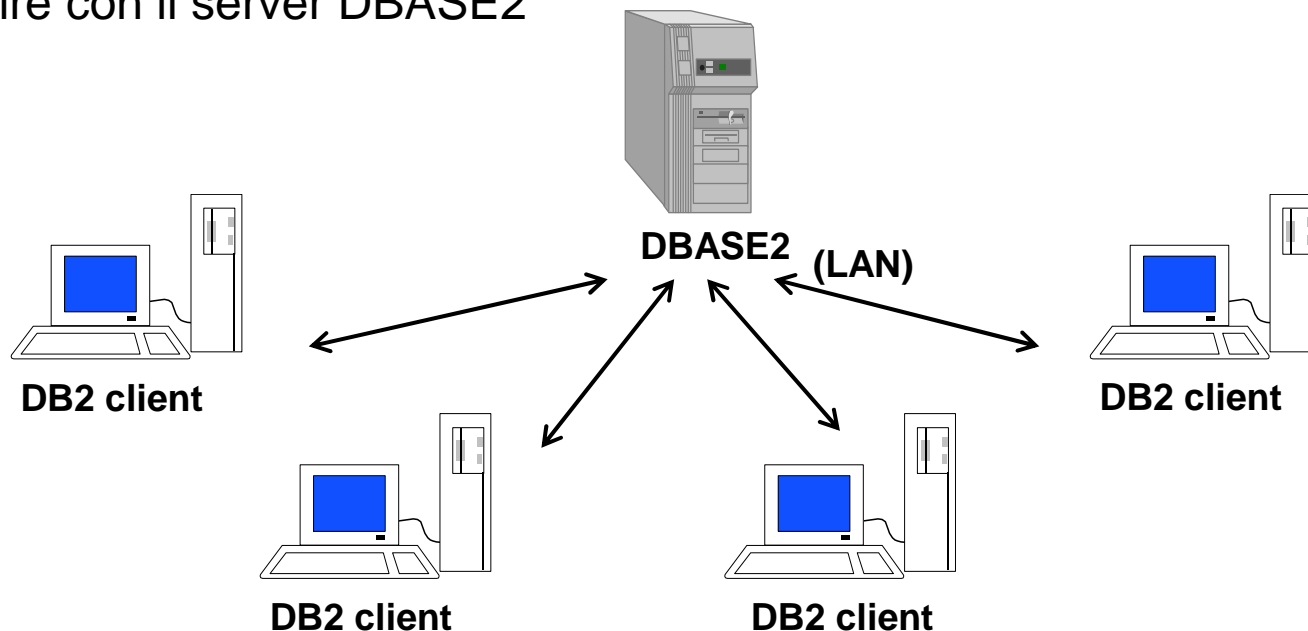 con il server DBASE2
DBASE2
(LAN)
DB2 client
DB2 client
DB2 client
DB2 client